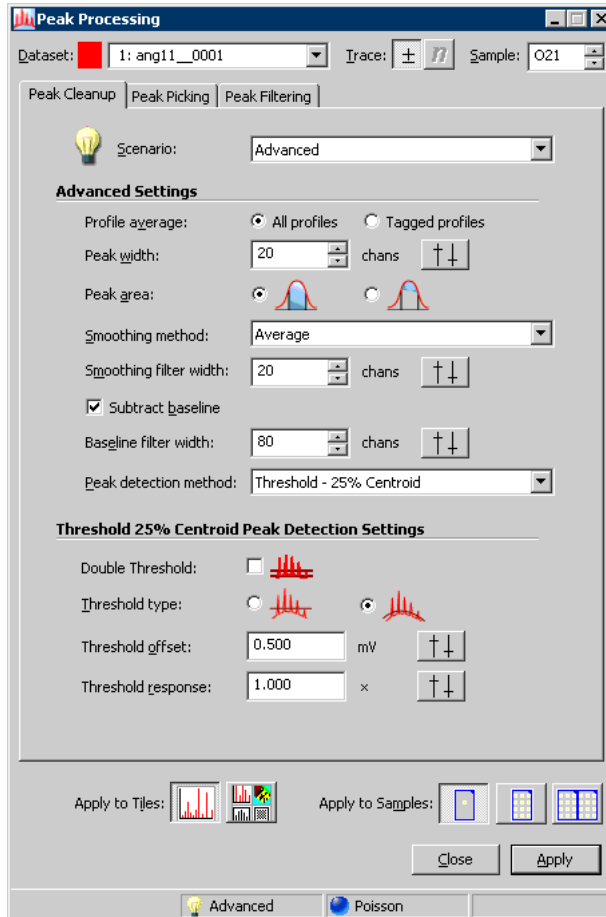 Peak Processing
Dataset: 1: ang11__0001 Trace: ± n Sample: O21
Peak Cleanup Peak Picking Peak Filtering
Scenario: Advanced
Advanced Settings
Profile average: All profiles Tagged profiles
Peak width: 20 chans
Peak area:
Smoothing method: Average
Smoothing filter width: 20 chans
Subtract baseline
Baseline filter width: 80 chans
Peak detection method: Threshold - 25% Centroid
Threshold 25% Centroid Peak Detection Settings
Double Threshold:
Threshold type:
Threshold offset: 0.500 mV
Threshold response: 1.000 x
Apply to Tiles: Apply to Samples:
Close Apply
Advanced Poisson